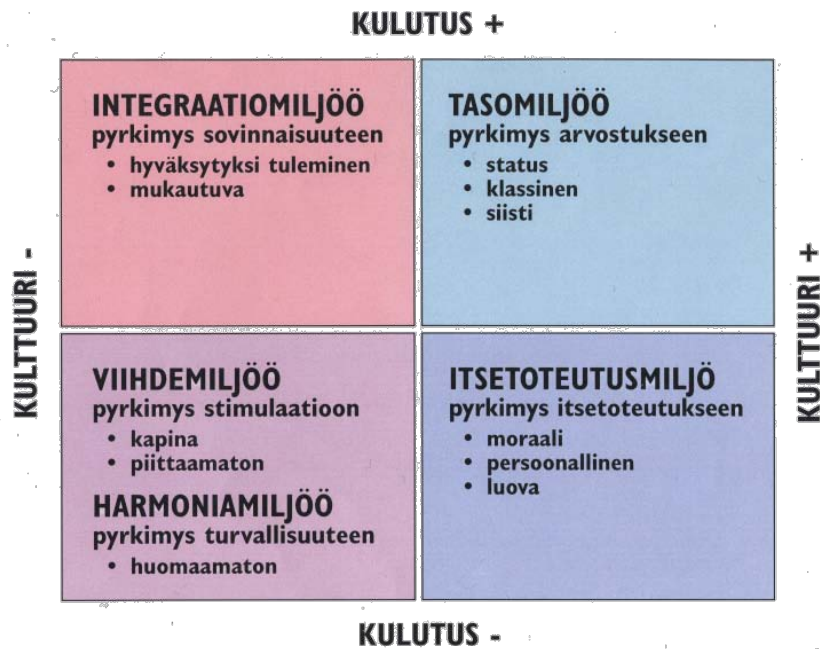 KULUTUS +
INTEGRAATIOMILJÖÖ
pyrkimys sovinnaisuuteen
• hyväksytyksi tuleminen
• mukautuva
TASOMILJÖÖ
pyrkimys arvostukseen
• status
• klassinen
• siisti
KULTTUURI -
KULTTUURI +
VIIHDEMILJÖÖ
pyrkimys stimulaatioon
• kapina
• piittaamaton
HARMONIAMILJÖÖ
pyrkimys turvallisuuteen
• huomaamaton
ITSETOTEUTUSMILJÖ
pyrkimys itsetoteutukseen
• moraali
• persoonallinen
• luova
KULUTUS -